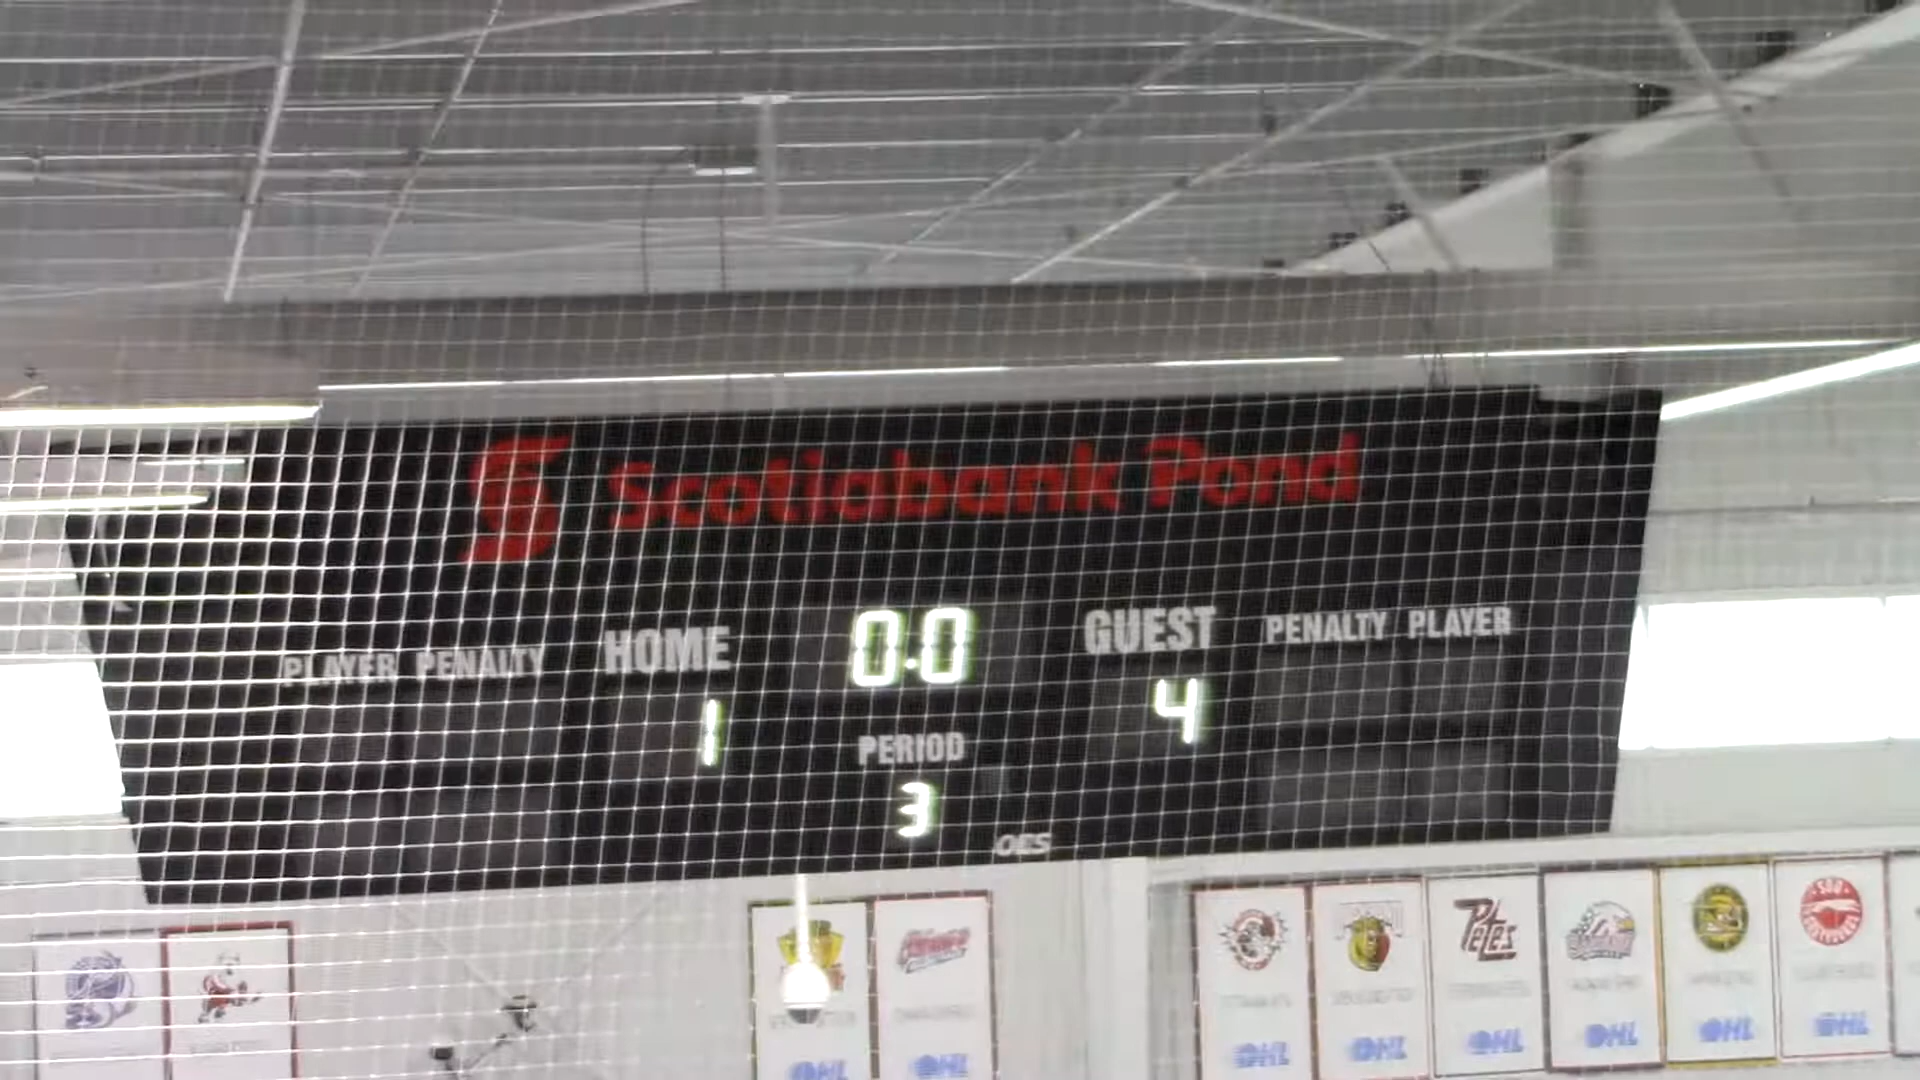 Scotiabank Pond
PLAYER PENALTY
HOME
0.0
GUEST
PENALTY PLAYER
1
4
PERIOD
3
OES
PETES
OHL
OHL
OHL
OHL
OHL
OHL
OHL
OHL